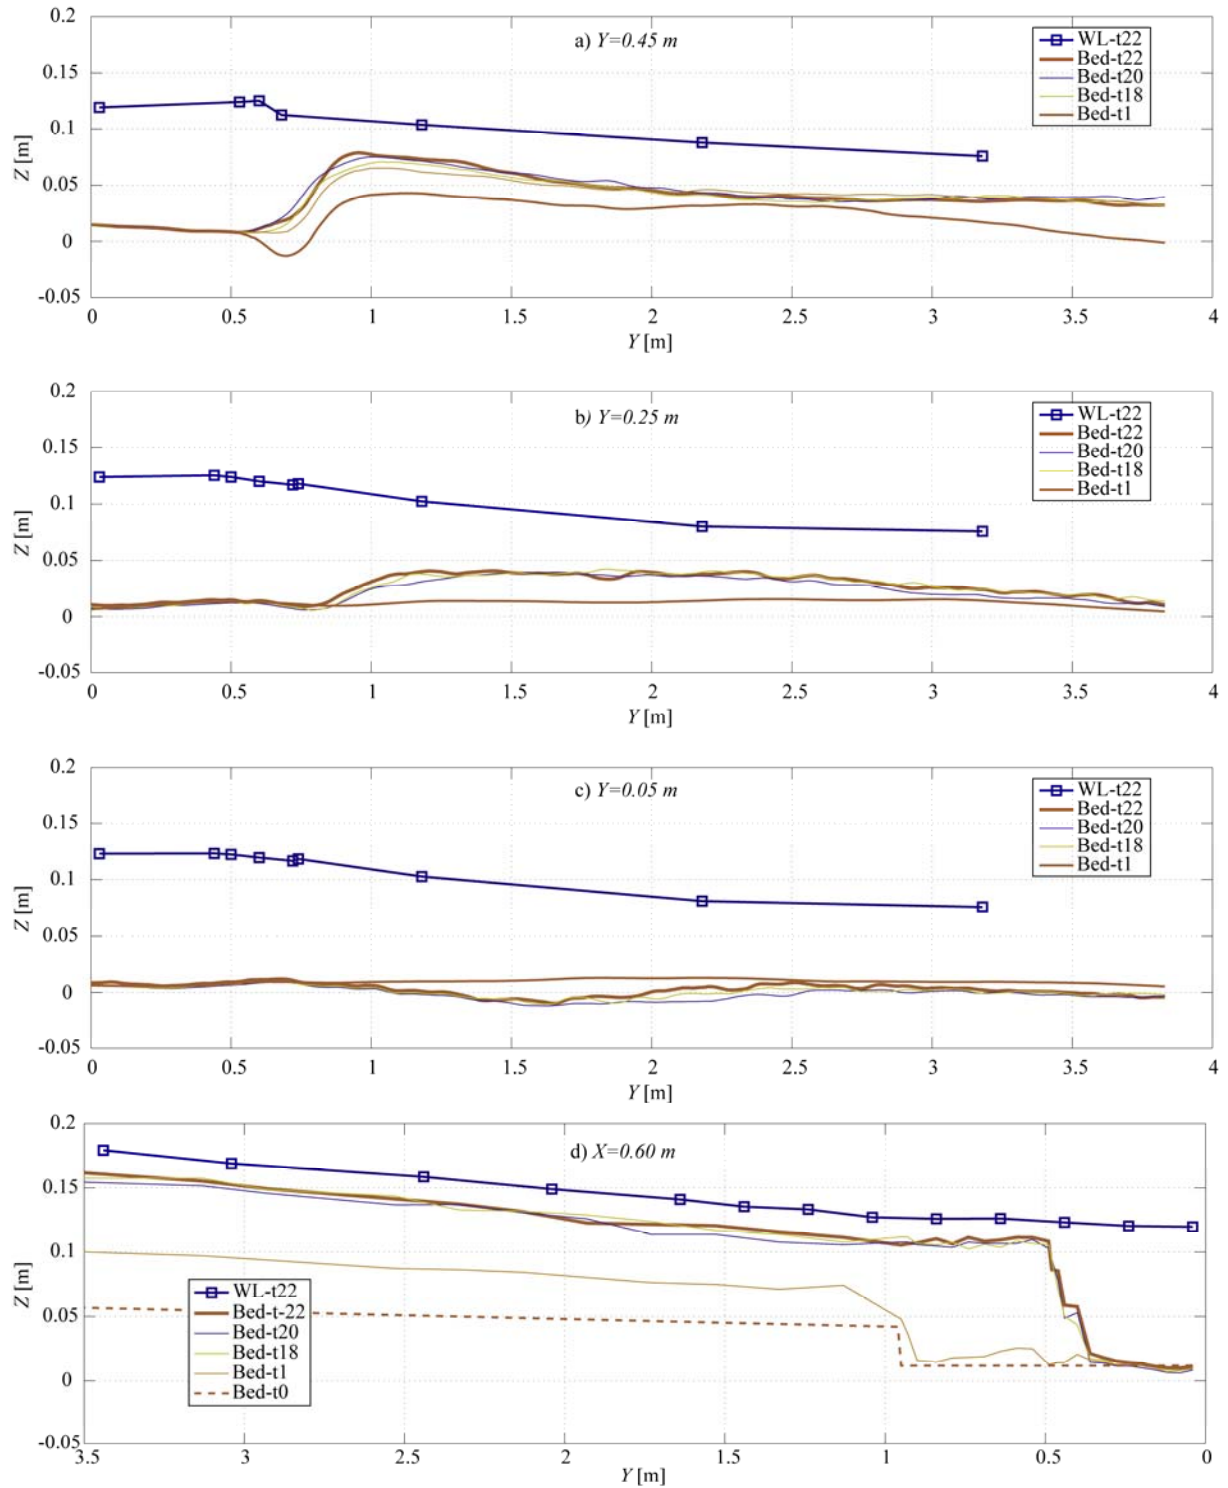 0.2
a) Y=0.45 m
WL-t22
Bed-t22
Bed-t20
Bed-t18
Bed-t1
0.15
0.1
Z [m]
0.05
0
-0.05
0 0.5 1 1.5 2 2.5 3 3.5 4
Y [m]
0.2
b) Y=0.25 m
WL-t22
Bed-t22
Bed-t20
Bed-t18
Bed-t1
0.15
0.1
Z [m]
0.05
0
-0.05
0 0.5 1 1.5 2 2.5 3 3.5 4
Y [m]
0.2
c) Y=0.05 m
WL-t22
Bed-t22
Bed-t20
Bed-t18
Bed-t1
0.15
0.1
Z [m]
0.05
0
-0.05
0 0.5 1 1.5 2 2.5 3 3.5 4
Y [m]
0.2
d) X=0.60 m
0.15
0.1
Z [m]
0.05
0
-0.05
WL-t22
Bed-t-22
Bed-t20
Bed-t18
Bed-t1
Bed-t0
3.5 3 2.5 2 1.5 1 0.5 0
Y [m]